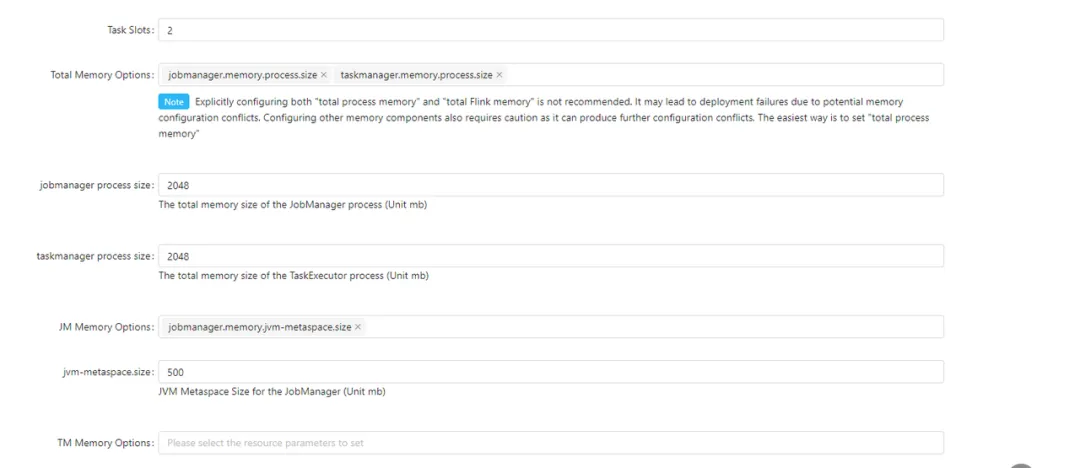 Task Slots: 2
Total Memory Options: jobmanager.memory.process.size × taskmanager.memory.process.size ×
Note Explicitly configuring both "total process memory" and "total Flink memory" is not recommended. It may lead to deployment failures due to potential memory
configuration conflicts. Configuring other memory components also requires caution as it can produce further configuration conflicts. The easiest way is to set "total process
memory"
jobmanager process size: 2048
The total memory size of the JobManager process (Unit mb)
taskmanager process size: 2048
The total memory size of the TaskExecutor process (Unit mb)
JM Memory Options: jobmanager.memory.jvm-metaspace.size ×
jvm-metaspace.size: 500
JVM Metaspace Size for the JobManager (Unit mb)
TM Memory Options: Please select the resource parameters to set